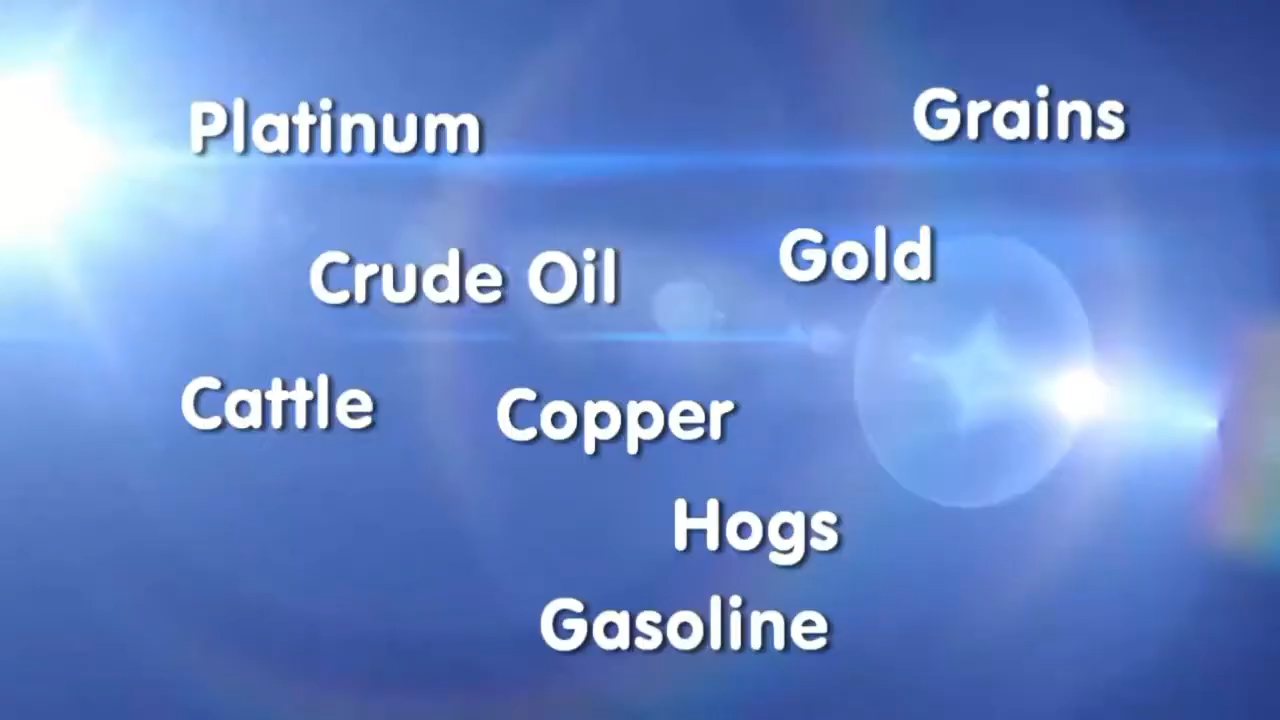 Platinum
Grains
Crude Oil
Gold
Cattle
Copper
Hogs
Gasoline